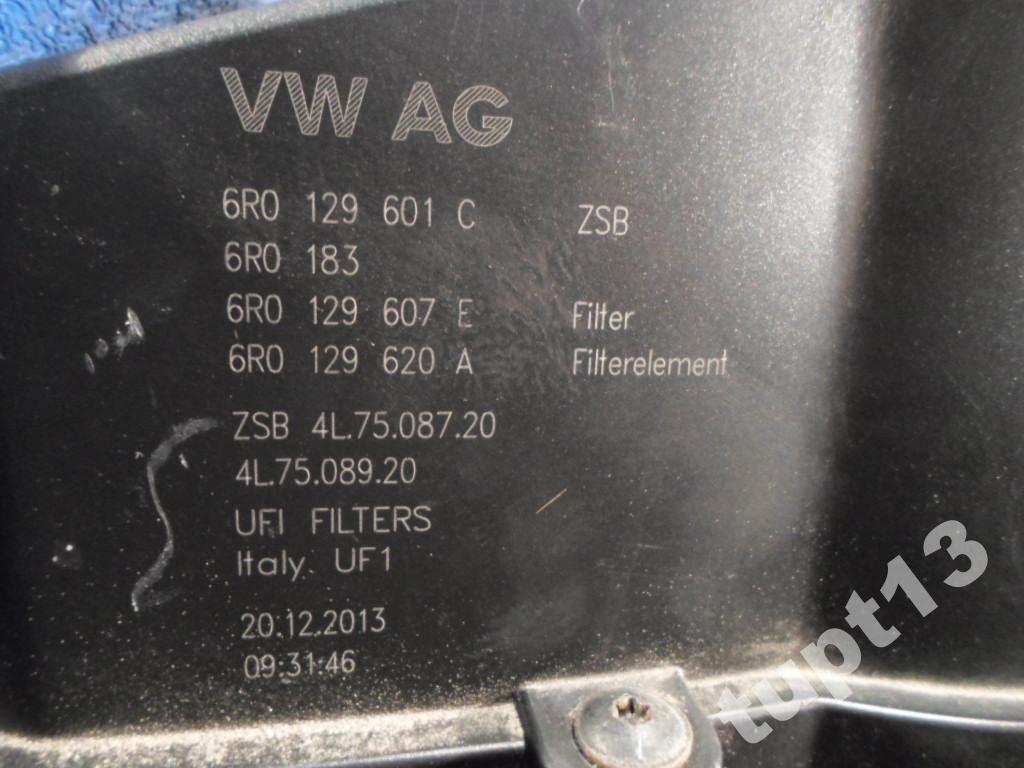 VW AG
6R0 129 601 C ZSB
6R0 183
6R0 129 607 E Filter
6R0 129 620 A Filterelement
ZSB 4L.75.087.20
4L.75.089.20
UFI FILTERS
Italy. UF1
20.12.2013
09:31:46
tupt13